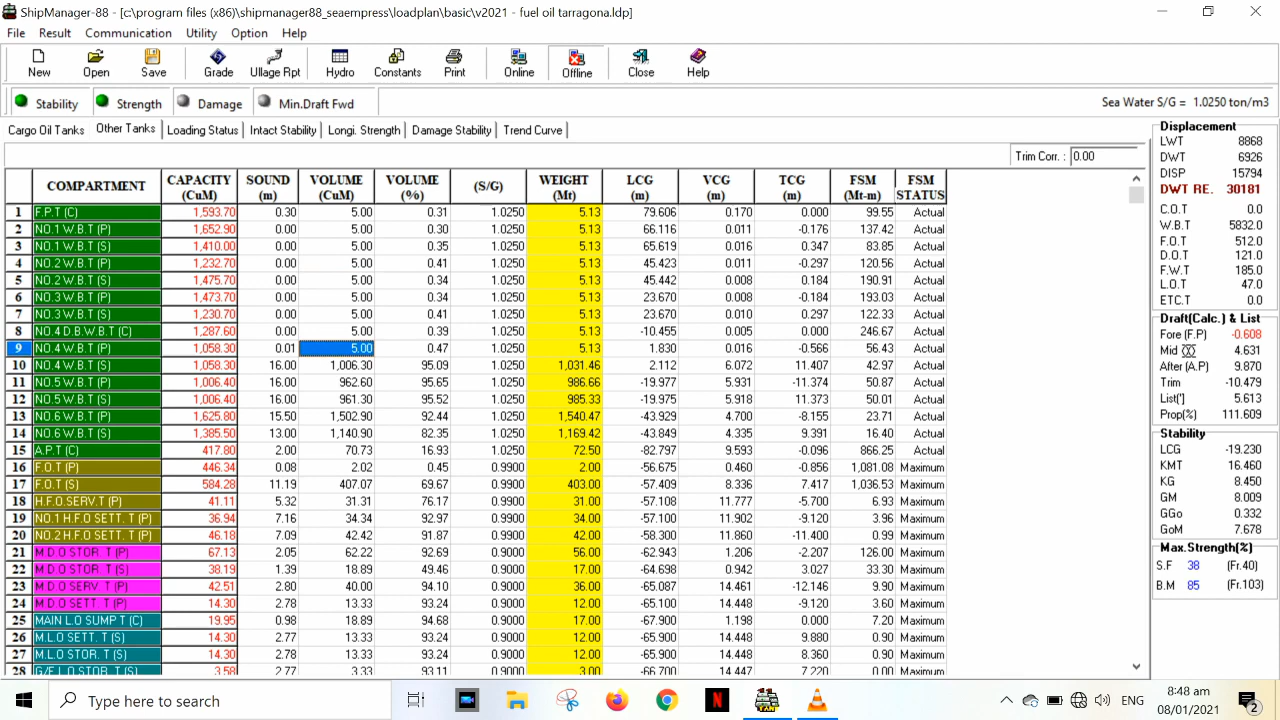 ShipManager-88 - [c:\program files (x86)\shipmanager88_seaempress\loadplan\basic\v2021 - fuel oil tarragona.ldp]
File Result Communication Utility Option Help
New Open Save Grade Ullage Rpt Hydro Constants Print Online Offline Close Help
Stability Strength Damage Min.Draft Fwd Sea Water S/G = 1.0250 ton/m3
Cargo Oil Tanks Other Tanks Loading Status Intact Stability Longi. Strength Damage Stability Trend Curve
Trim Corr. : 0.00
COMPARTMENT CAPACITY (CuM) SOUND (m) VOLUME (CuM) VOLUME (%) (S/G) WEIGHT (Mt) LCG (m) VCG (m) TCG (m) FSM (Mt-m) FSM STATUS
1 F.P.T (C) 1,593.70 0.30 5.00 0.31 1.0250 5.13 79.606 0.170 0.000 99.55 Actual
2 NO.1 W.B.T (P) 1,652.90 0.00 5.00 0.30 1.0250 5.13 66.116 0.011 -0.176 137.42 Actual
3 NO.1 W.B.T (S) 1,410.00 0.00 5.00 0.35 1.0250 5.13 65.619 0.016 0.347 83.85 Actual
4 NO.2 W.B.T (P) 1,232.70 0.00 5.00 0.41 1.0250 5.13 45.423 0.011 -0.297 120.56 Actual
5 NO.2 W.B.T (S) 1,475.70 0.00 5.00 0.34 1.0250 5.13 45.442 0.008 0.184 190.91 Actual
6 NO.3 W.B.T (P) 1,473.70 0.00 5.00 0.34 1.0250 5.13 23.670 0.008 -0.184 193.03 Actual
7 NO.3 W.B.T (S) 1,230.70 0.00 5.00 0.41 1.0250 5.13 23.670 0.010 0.297 122.33 Actual
8 NO.4 D.B.W.B.T (C) 1,287.60 0.00 5.00 0.39 1.0250 5.13 -10.455 0.005 0.000 246.67 Actual
9 NO.4 W.B.T (P) 1,058.30 0.01 5.00 0.47 1.0250 5.13 1.830 0.016 -0.566 56.43 Actual
10 NO.4 W.B.T (S) 1,058.30 16.00 1,006.30 95.09 1.0250 1,031.46 2.112 6.072 11.407 42.97 Actual
11 NO.5 W.B.T (P) 1,006.40 16.00 962.60 95.65 1.0250 986.66 -19.977 5.931 -11.374 50.87 Actual
12 NO.5 W.B.T (S) 1,006.40 16.00 961.30 95.52 1.0250 985.33 -19.975 5.918 11.373 50.01 Actual
13 NO.6 W.B.T (P) 1,625.80 15.50 1,502.90 92.44 1.0250 1,540.47 -43.829 4.700 -8,155 23.71 Actual
14 NO.6 W.B.T (S) 1,385.50 13.00 1,140.90 82.35 1.0250 1,169.42 -43.849 4.335 9.391 16.40 Actual
15 A.P.T (C) 417.80 2.00 70.73 16.93 1.0250 72.50 -82.797 9.593 -0.096 866.25 Actual
16 F.O.T (P) 446.34 0.08 2.02 0.45 0.9900 2.00 -56.675 0.460 -0.856 1,081.08 Maximum
17 F.O.T (S) 584.28 11.19 407.07 69.67 0.9900 403.00 -57.409 8.336 7.417 1,036.53 Maximum
18 H.F.O.SERV.T (P) 41.11 5.32 31.31 76.17 0.9900 31.00 -57.108 11.777 -5.700 6.93 Maximum
19 NO.1 H.F.O SETT. T (P) 36.94 7.16 34.34 92.97 0.9900 34.00 -57.100 11.902 -9.120 3.96 Maximum
20 NO.2 H.F.O SETT. T (P) 46.18 7.09 42.42 91.87 0.9900 42.00 -58.300 11.860 -11.400 0.99 Maximum
21 M D O STOR T (P) 67.13 2.05 62.22 92.69 0.9000 56.00 -62.943 1.206 -2.207 126.00 Maximum
22 M D O STOR. T (S) 38.19 1.39 18.89 49.46 0.9000 17.00 -64.698 0.942 3.027 33.30 Maximum
23 M D O SERV T (P) 42.51 2.80 40.00 94.10 0.9000 36.00 -65.087 14.461 -12.146 9.90 Maximum
24 M D O SETT. T (P) 14.30 2.78 13.33 93.24 0.9000 12.00 -65.100 14.448 -9.120 3.60 Maximum
25 MAIN L.O SUMP T (C) 19.95 0.98 18.89 94.68 0.9000 17.00 -67.900 1.198 0.000 7.20 Maximum
26 M.L.O SETT. T (S) 14.30 2.77 13.33 93.24 0.9000 12.00 -65.900 14.448 9.880 0.90 Maximum
27 M.L.O STOR. T (S) 14.30 2.77 13.33 93.24 0.9000 12.00 -65.900 14.448 8.360 0.90 Maximum
28 G/E L.O STOR. T (S) 3.58 2.77 3.33 93.11 0.9000 3.00 -66.700 14.447 7.220 0.00 Maximum
Displacement
LWT 8868
DWT 6926
DISP 15794
DWT RE. 30181
C.O.T 0.0
W.B.T 5832.0
F.O.T 512.0
D.O.T 121.0
F.W.T 185.0
L.O.T 47.0
ETC.T 0.0
Draft(Calc.) & List
Fore (F.P) -0.608
Mid 4.631
After (A.P) 9.870
Trim -10.479
List(') 5.613
Prop(%) 111.609
Stability
LCG -19.230
KMT 16.460
KG 8.450
GM 8.009
GGo 0.332
GoM 7.678
Max.Strength(%)
S.F 38 (Fr.40)
B.M 85 (Fr.103)
Type here to search
ENG
8:48 am
08/01/2021
2